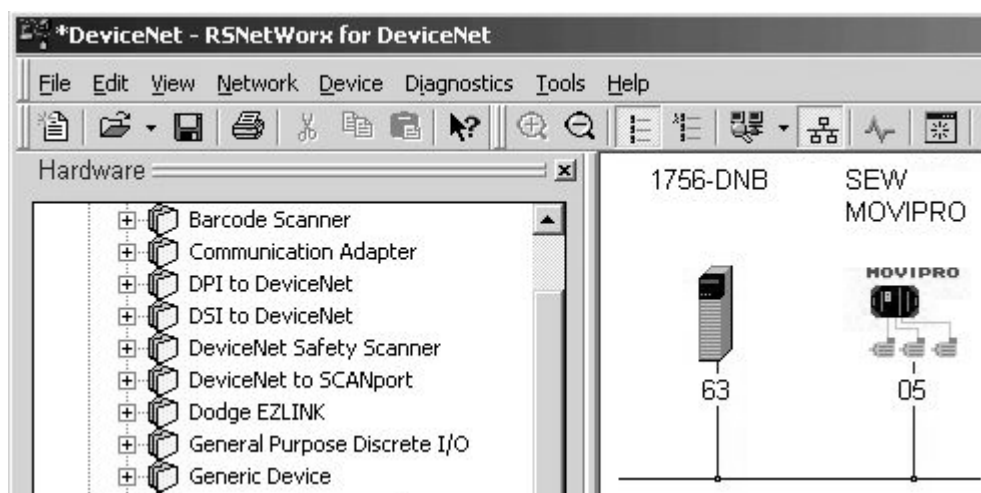 *DeviceNet - RSNetWorx for DeviceNet
File Edit View Network Device Diagnostics Tools Help
Hardware
Barcode Scanner
Communication Adapter
DPI to DeviceNet
DSI to DeviceNet
DeviceNet Safety Scanner
DeviceNet to SCANport
Dodge EZLINK
General Purpose Discrete I/O
Generic Device
1756-DNB
SEW
MOVIPRO
MOVIPRO
63
05